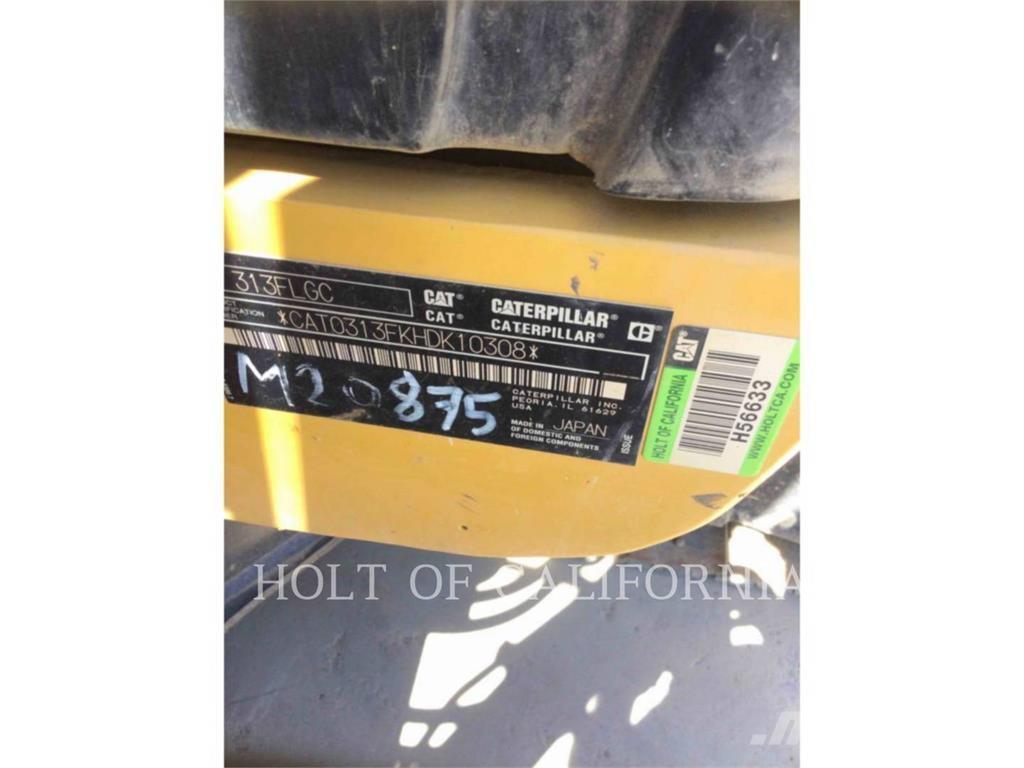 313FLGC
CAT®
CAT®
CATERPILLAR®
CATERPILLAR®
*CAT0313FKHDK10308*
M20875
CATERPILLAR INC.
PEORIA, IL 61629
USA
MADE IN JAPAN
OF DOMESTIC AND
FOREIGN COMPONENTS
ISSUE
HOLT OF CALIFORNIA
CAT
H56633
WWW.HOLTCA.COM
HOLT OF CALIFORNIA